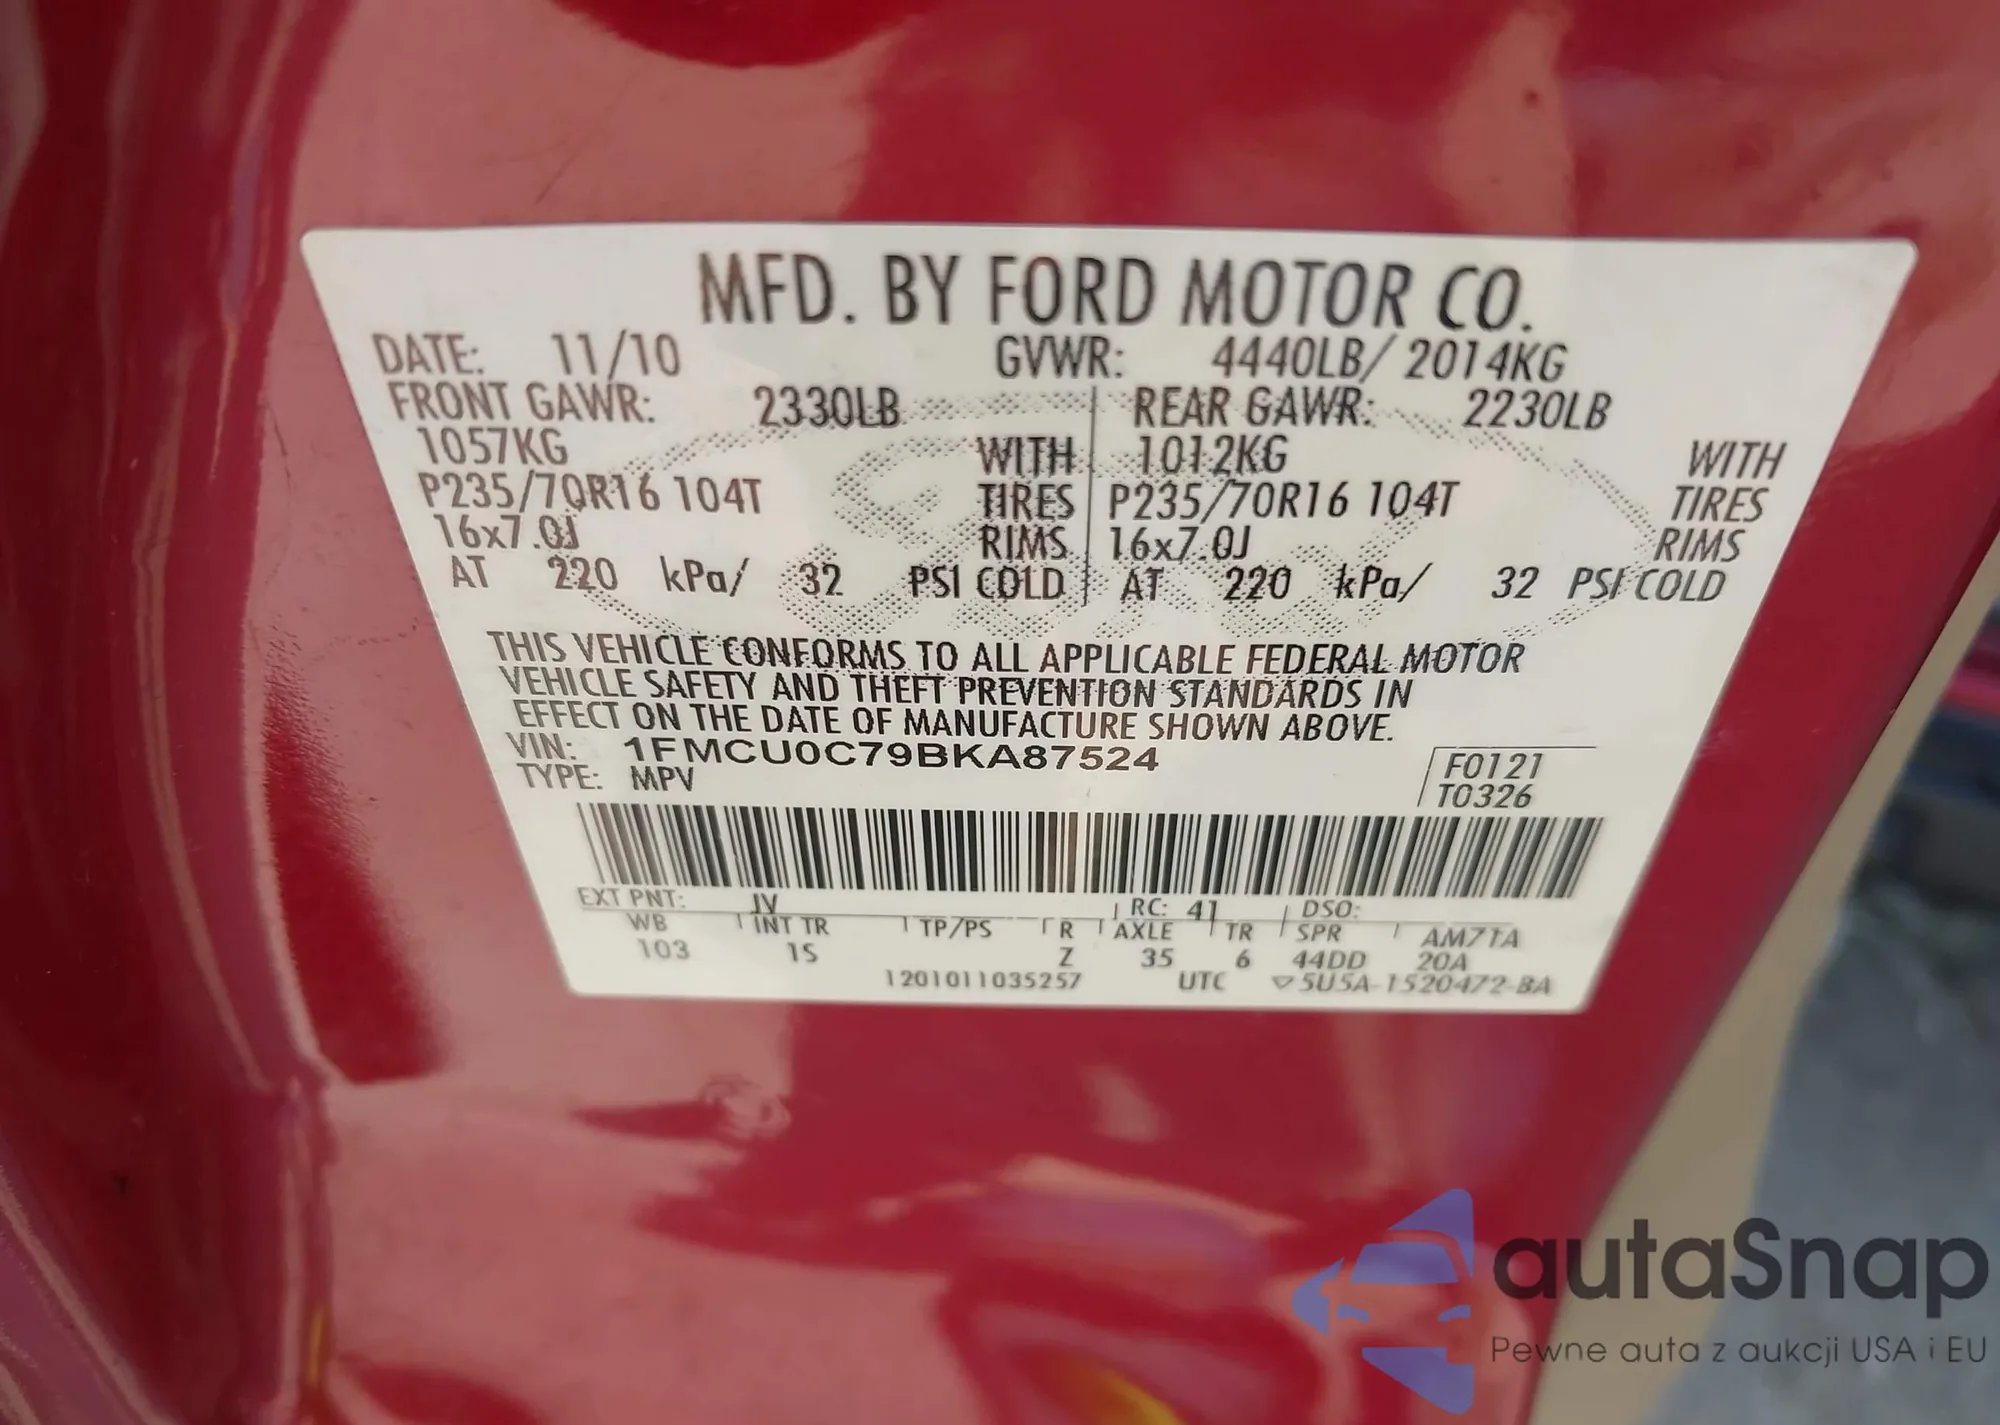 MFD. BY FORD MOTOR CO.
DATE: 11/10 GVWR: 4440LB/ 2014KG
FRONT GAWR: 2330LB REAR GAWR: 2230LB
1057KG WITH 1012KG WITH
P235/70R16 104T TIRES P235/70R16 104T TIRES
16x7.0J RIMS 16x7.0J RIMS
AT 220 kPa/ 32 PSI COLD AT 220 kPa/ 32 PSI COLD
THIS VEHICLE CONFORMS TO ALL APPLICABLE FEDERAL MOTOR
VEHICLE SAFETY AND THEFT PREVENTION STANDARDS IN
EFFECT ON THE DATE OF MANUFACTURE SHOWN ABOVE.
VIN: 1FMCU0C79BKA87524
TYPE: MPV
F0121
T0326
EXT PNT: JV RC: 41 DSO:
WB INT TR TP/PS R AXLE TR SPR AM7TA
103 1S Z 35 6 44DD 20A
1201011035257 UTC ▽5U5A-1520472-BA
autaSnap
Pewne auta z aukcji USA i EU